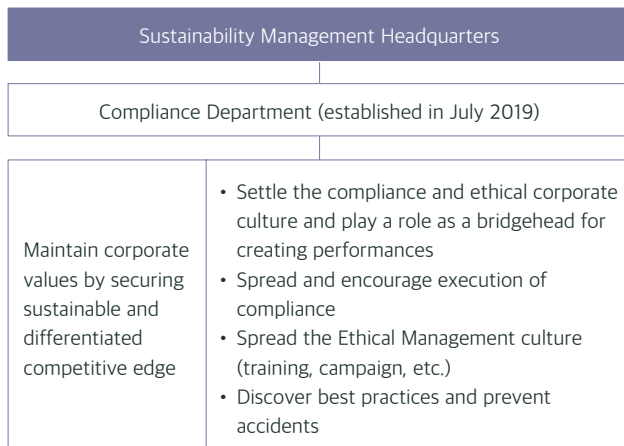 Sustainability Management Headquarters
Compliance Department (established in July 2019)
Maintain corporate
values by securing
sustainable and
differentiated
competitive edge
• Settle the compliance and ethical corporate
culture and play a role as a bridgehead for
creating performances
• Spread and encourage execution of
compliance
• Spread the Ethical Management culture
(training, campaign, etc.)
• Discover best practices and prevent
accidents